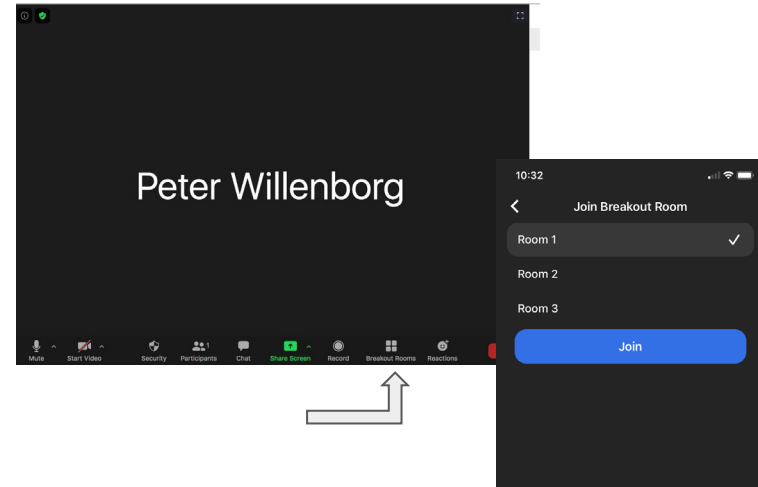 Peter Willenborg
1
Mute
Start Video
Security
Participants
Chat
Share Screen
Record
Breakout Rooms
Reactions
10:32
Join Breakout Room
Room 1
Room 2
Room 3
Join